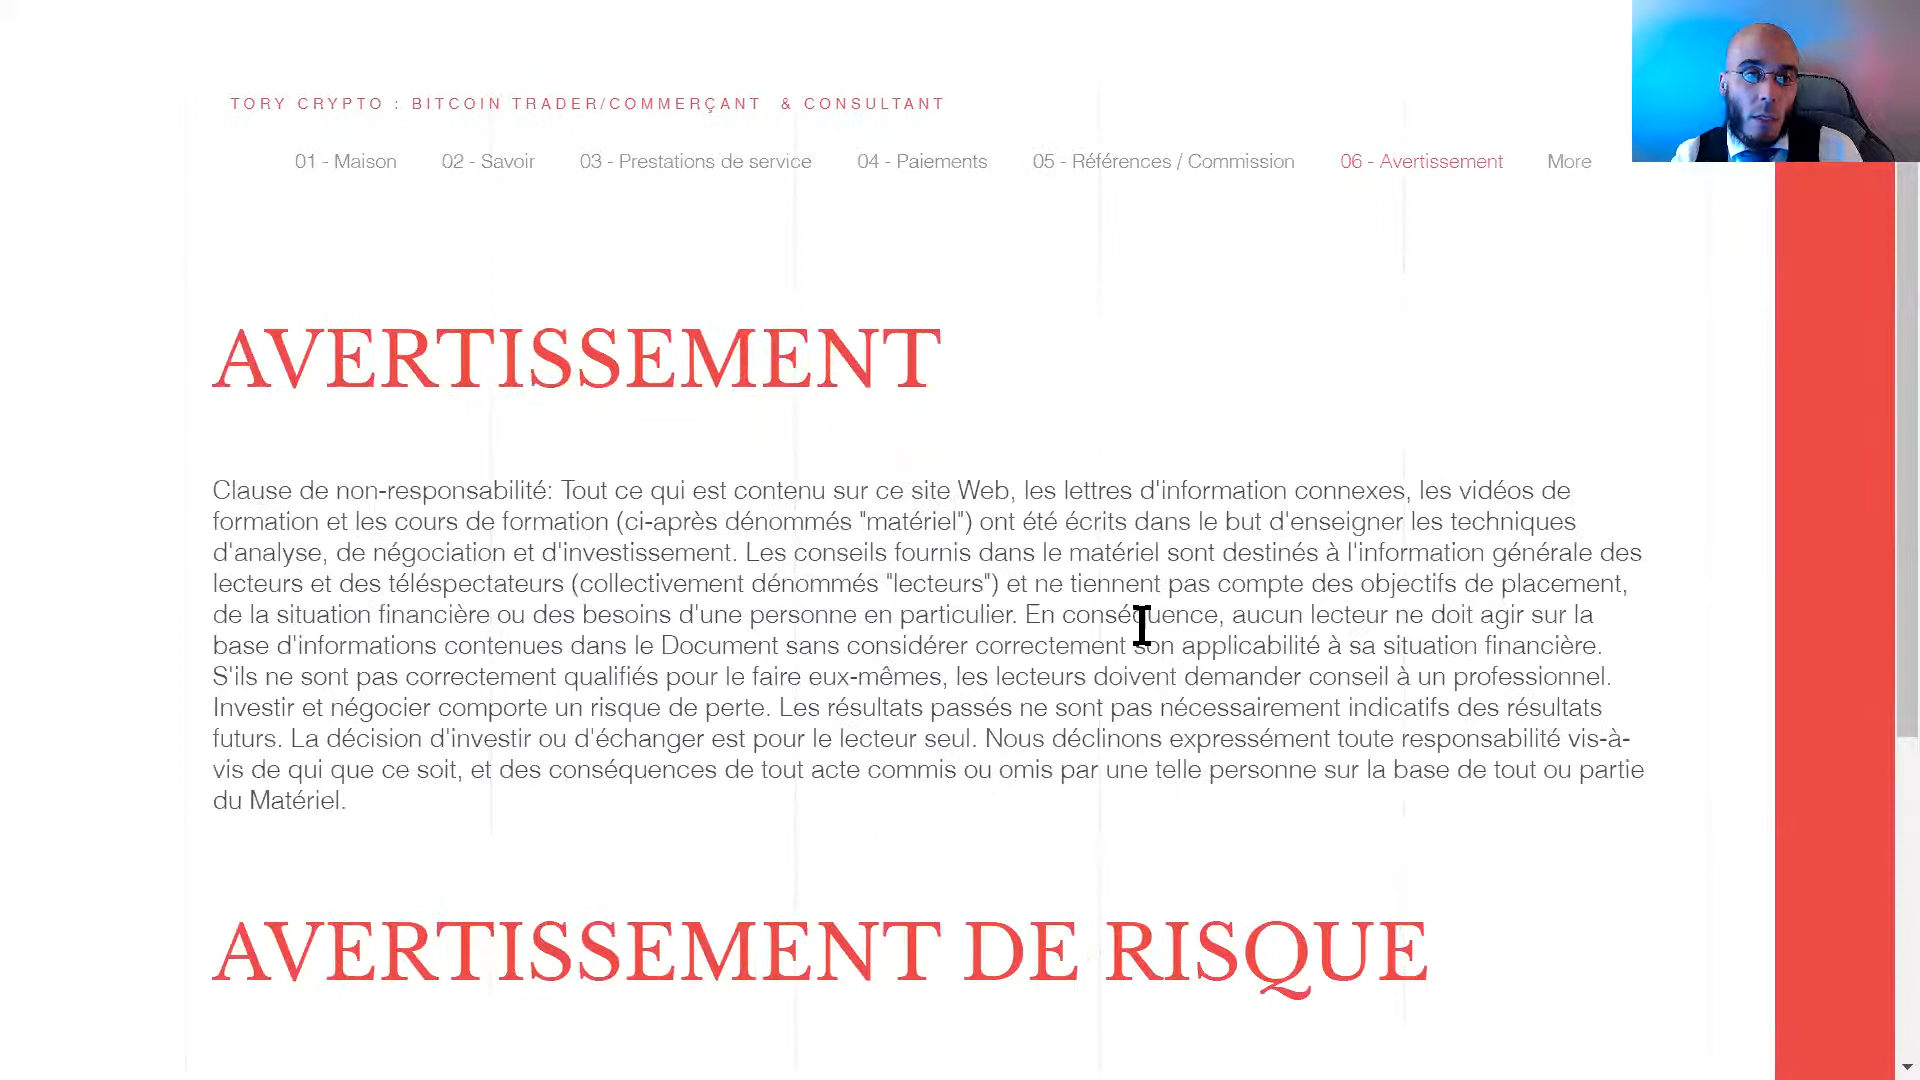 TORY CRYPTO : BITCOIN TRADER/COMMERÇANT & CONSULTANT
01 - Maison 02 - Savoir 03 - Prestations de service 04 - Paiements 05 - Références / Commission 06 - Avertissement More
AVERTISSEMENT
Clause de non-responsabilité: Tout ce qui est contenu sur ce site Web, les lettres d'information connexes, les vidéos de
formation et les cours de formation (ci-après dénommés "matériel") ont été écrits dans le but d'enseigner les techniques
d'analyse, de négociation et d'investissement. Les conseils fournis dans le matériel sont destinés à l'information générale des
lecteurs et des téléspectateurs (collectivement dénommés "lecteurs") et ne tiennent pas compte des objectifs de placement,
de la situation financière ou des besoins d'une personne en particulier. En conséquence, aucun lecteur ne doit agir sur la
base d'informations contenues dans le Document sans considérer correctement son applicabilité à sa situation financière.
S'ils ne sont pas correctement qualifiés pour le faire eux-mêmes, les lecteurs doivent demander conseil à un professionnel.
Investir et négocier comporte un risque de perte. Les résultats passés ne sont pas nécessairement indicatifs des résultats
futurs. La décision d'investir ou d'échanger est pour le lecteur seul. Nous déclinons expressément toute responsabilité vis-à-
vis de qui que ce soit, et des conséquences de tout acte commis ou omis par une telle personne sur la base de tout ou partie
du Matériel.
AVERTISSEMENT DE RISQUE